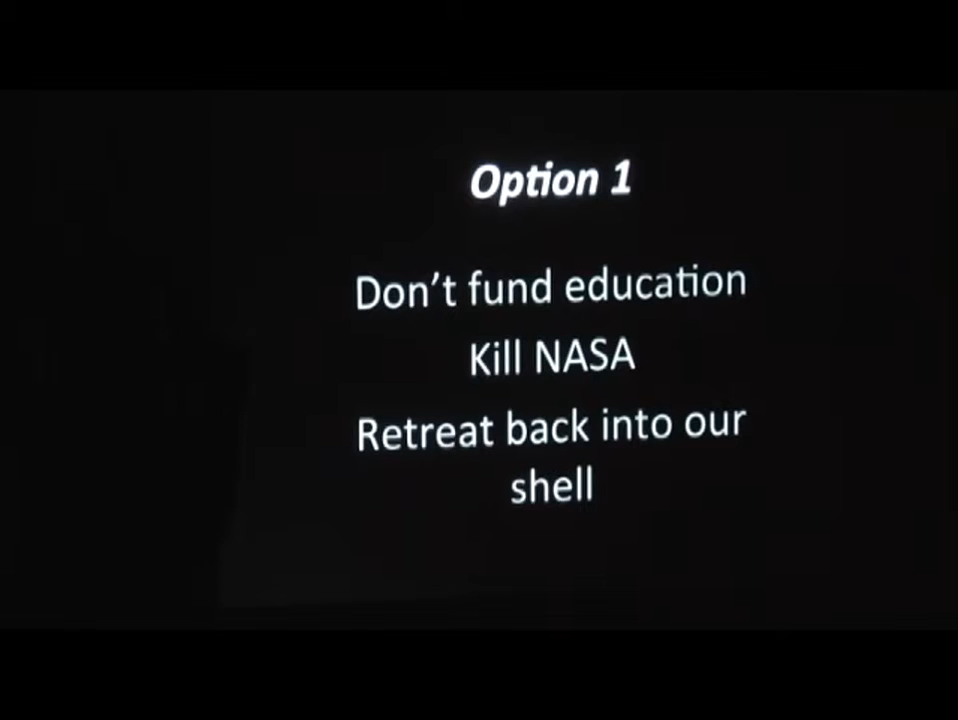 Option 1
Don't fund education
Kill NASA
Retreat back into our
shell